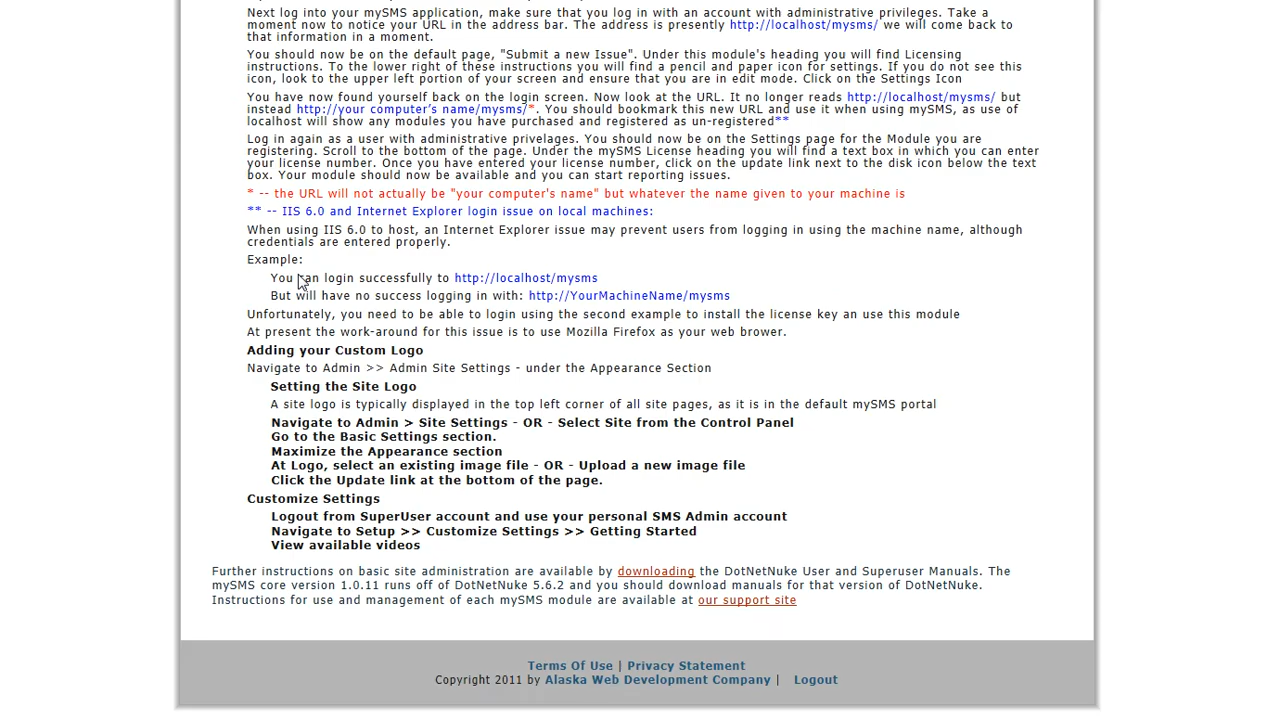 Next log into your mySMS application, make sure that you log in with an account with administrative privileges. Take a
moment now to notice your URL in the address bar. The address is presently http://localhost/mysms/ we will come back to
that information in a moment.
You should now be on the default page, "Submit a new Issue". Under this module's heading you will find Licensing
instructions. To the lower right of these instructions you will find a pencil and paper icon for settings. If you do not see this
icon, look to the upper left portion of your screen and ensure that you are in edit mode. Click on the Settings Icon
You have now found yourself back on the login screen. Now look at the URL. It no longer reads http://localhost/mysms/ but
instead http://your computer's name/mysms/*. You should bookmark this new URL and use it when using mySMS, as use of
localhost will show any modules you have purchased and registered as un-registered**
Log in again as a user with administrative privelages. You should now be on the Settings page for the Module you are
registering. Scroll to the bottom of the page. Under the mySMS License heading you will find a text box in which you can enter
your license number. Once you have entered your license number, click on the update link next to the disk icon below the text
box. Your module should now be available and you can start reporting issues.
* -- the URL will not actually be "your computer's name" but whatever the name given to your machine is
** -- IIS 6.0 and Internet Explorer login issue on local machines:
When using IIS 6.0 to host, an Internet Explorer issue may prevent users from logging in using the machine name, although
credentials are entered properly.
Example:
You can login successfully to http://localhost/mysms
But will have no success logging in with: http://YourMachineName/mysms
Unfortunately, you need to be able to login using the second example to install the license key an use this module
At present the work-around for this issue is to use Mozilla Firefox as your web brower.
Adding your Custom Logo
Navigate to Admin >> Admin Site Settings - under the Appearance Section
Setting the Site Logo
A site logo is typically displayed in the top left corner of all site pages, as it is in the default mySMS portal
Navigate to Admin > Site Settings - OR - Select Site from the Control Panel
Go to the Basic Settings section.
Maximize the Appearance section
At Logo, select an existing image file - OR - Upload a new image file
Click the Update link at the bottom of the page.
Customize Settings
Logout from SuperUser account and use your personal SMS Admin account
Navigate to Setup >> Customize Settings >> Getting Started
View available videos
Further instructions on basic site administration are available by downloading the DotNetNuke User and Superuser Manuals. The
mySMS core version 1.0.11 runs off of DotNetNuke 5.6.2 and you should download manuals for that version of DotNetNuke.
Instructions for use and management of each mySMS module are available at our support site
Terms Of Use | Privacy Statement
Copyright 2011 by Alaska Web Development Company | Logout